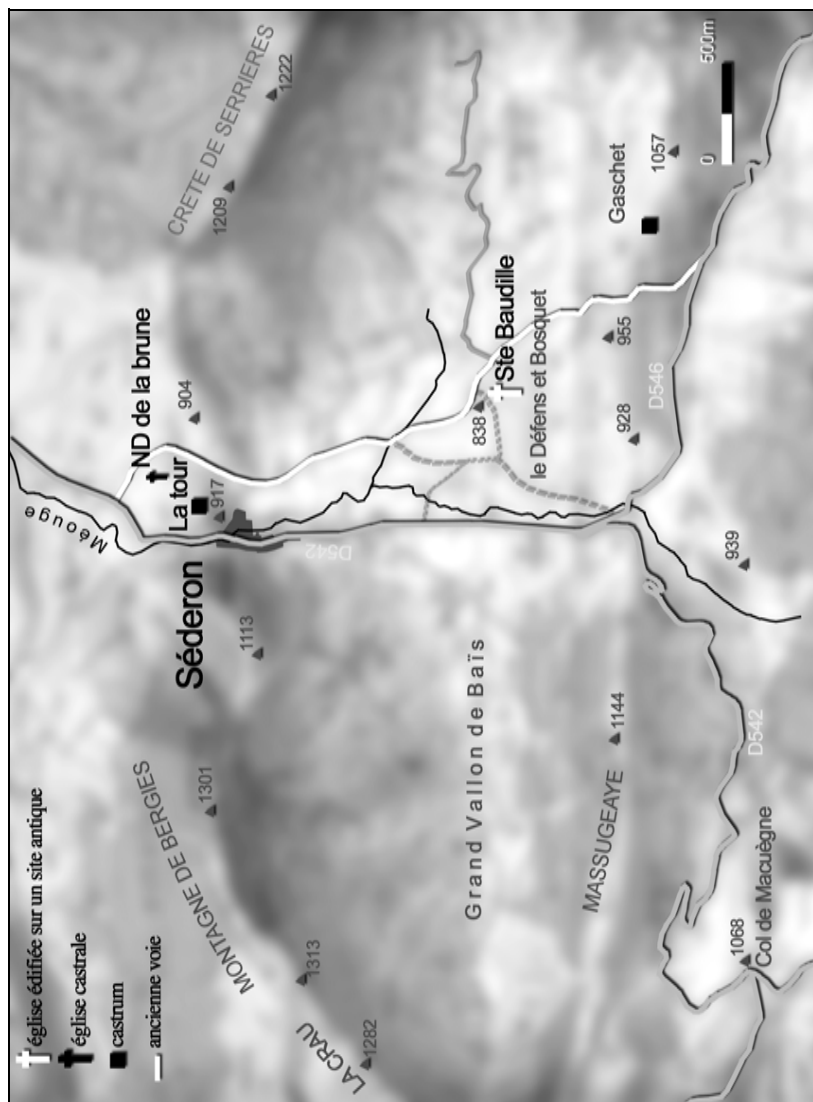 église édifiée sur un site antique
église castrale
castrum
ancienne voie
MONTAGNE DE BERGIES
1301
1313
LA CRAU
1282
Séderon
1113
Méouge
La tour
917
ND de la brune
904
CRETE DE SERRIERES
1209
1222
D542
Grand Vallon de Baïs
838
Ste Baudille
le Défens et Bosquet
MASSUGEAYE
1144
928
955
Gaschet
1057
D546
939
D542
1068
Col de Macuègne
0
500m